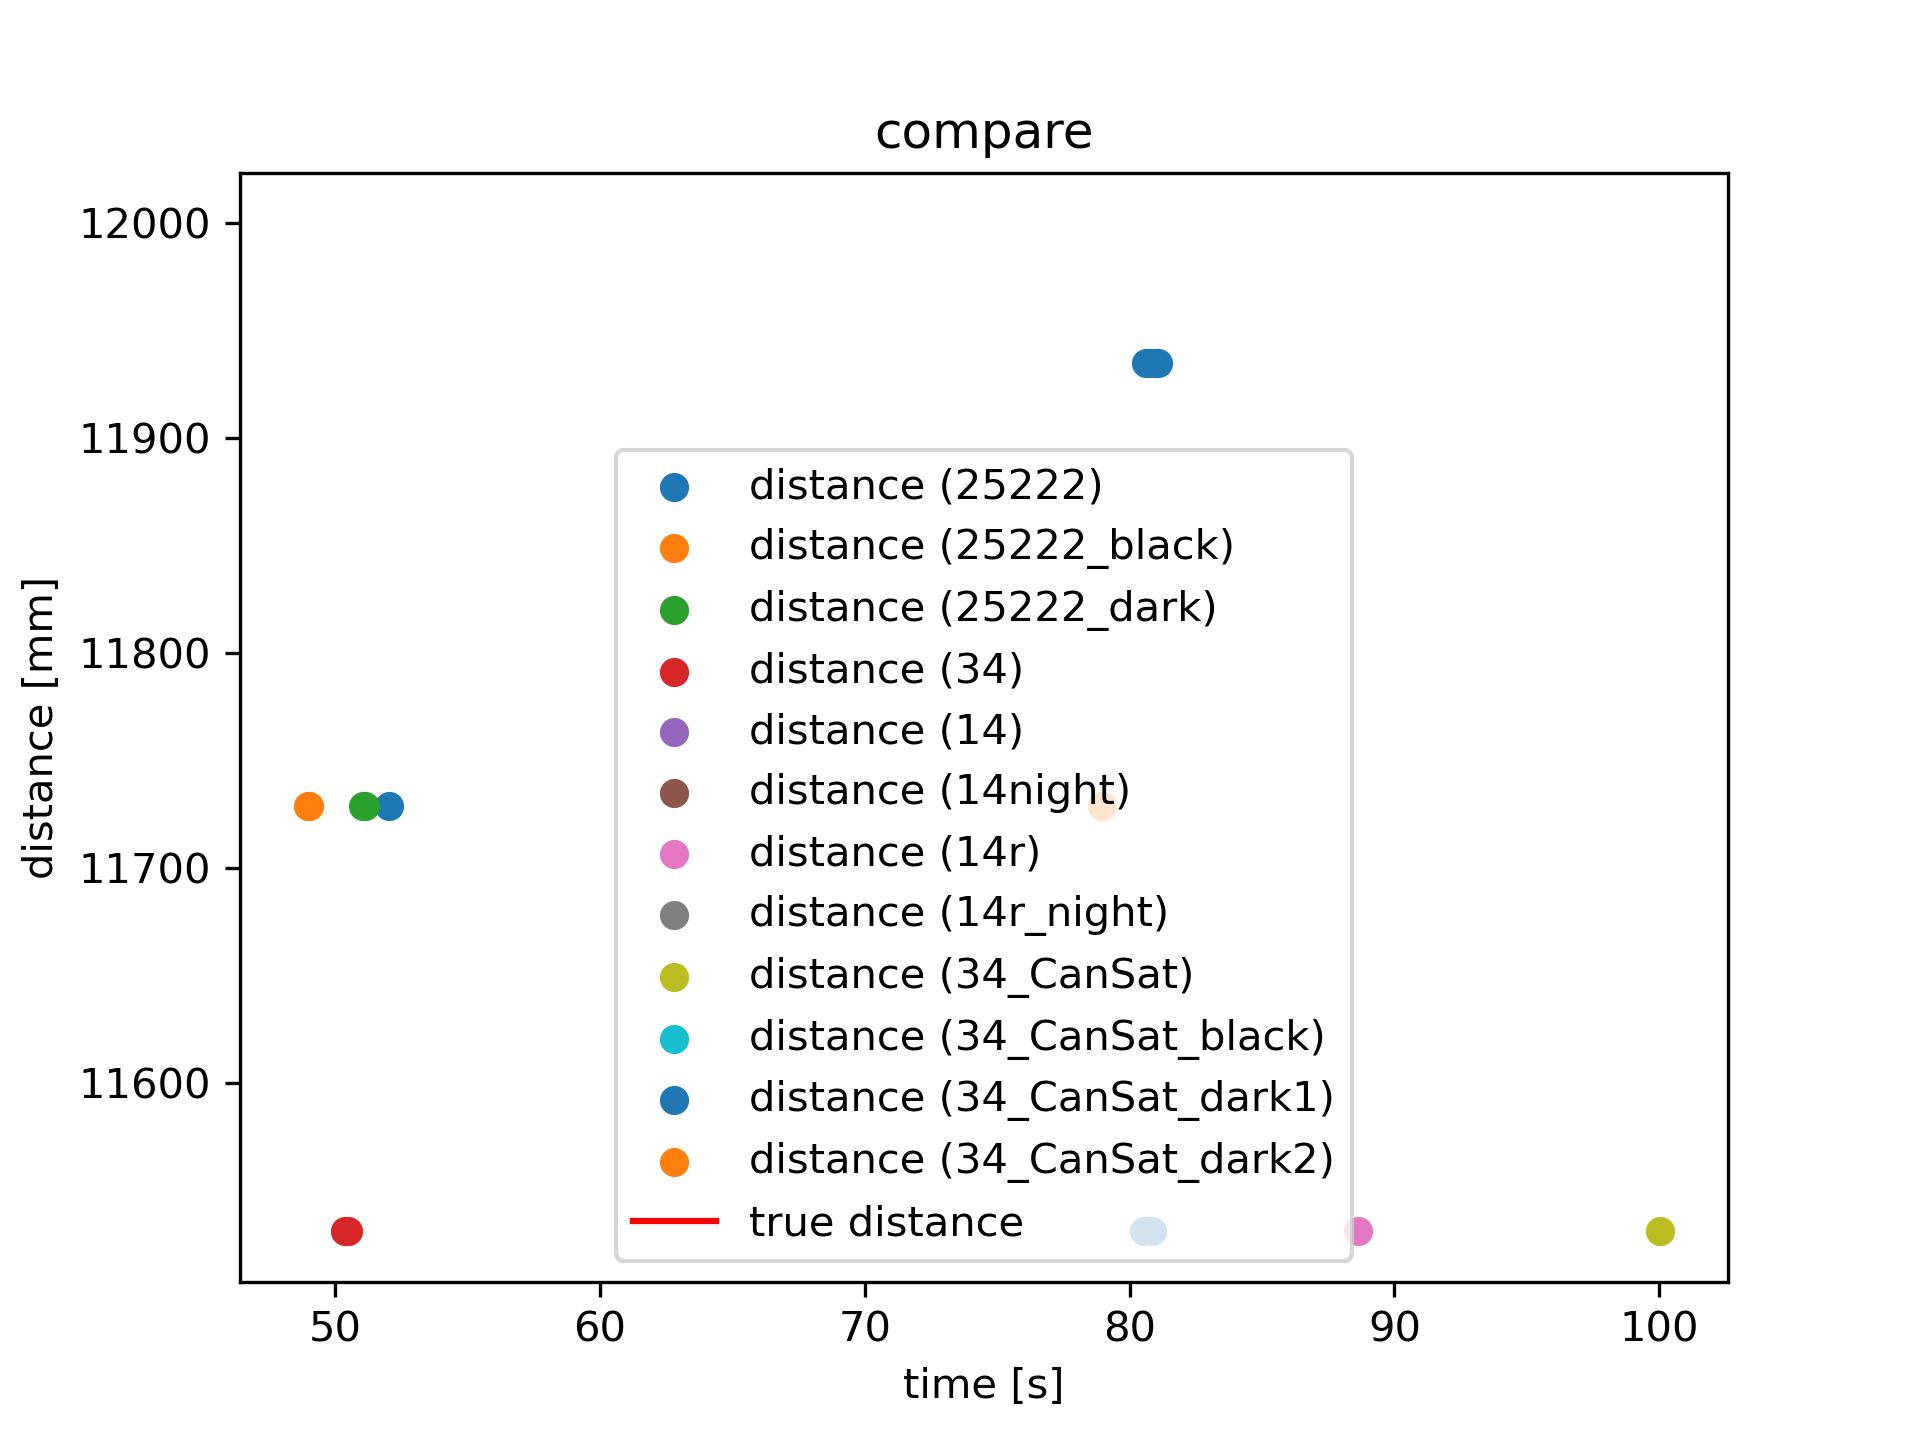 compare
12000
11900
11800
11700
11600
distance [mm]
distance (25222)
distance (25222_black)
distance (25222_dark)
distance (34)
distance (14)
distance (14night)
distance (14r)
distance (14r_night)
distance (34_CanSat)
distance (34_CanSat_black)
distance (34_CanSat_dark1)
distance (34_CanSat_dark2)
true distance
50 60 70 80 90 100
time [s]